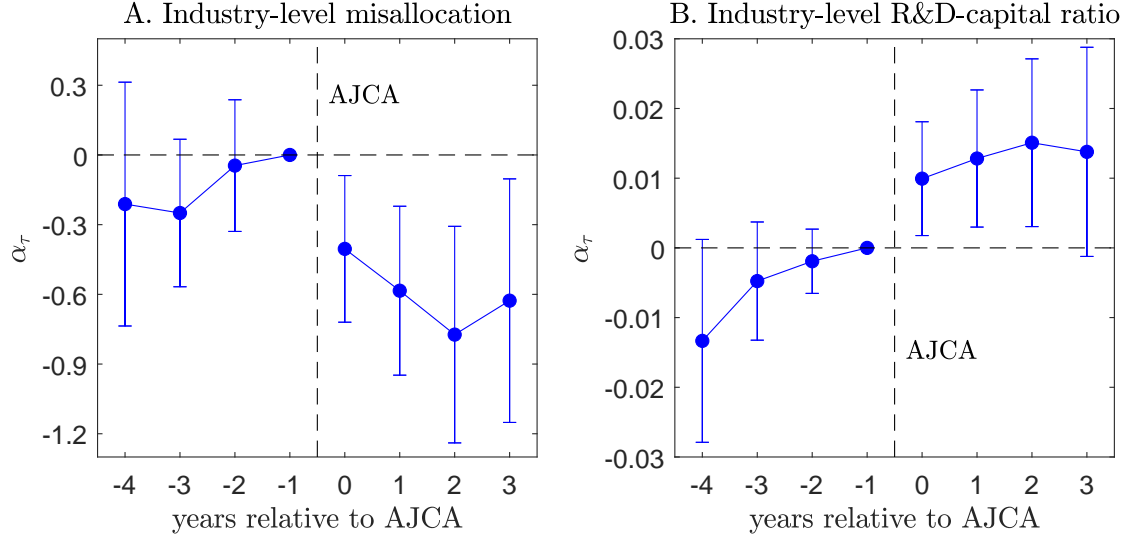 A. Industry-level misallocation
0.3
0
-0.3
-0.6
-0.9
-1.2
α_τ
AJCA
-4 -3 -2 -1 0 1 2 3
years relative to AJCA
B. Industry-level R&D-capital ratio
0.03
0.02
0.01
0
-0.01
-0.02
-0.03
α_τ
AJCA
-4 -3 -2 -1 0 1 2 3
years relative to AJCA